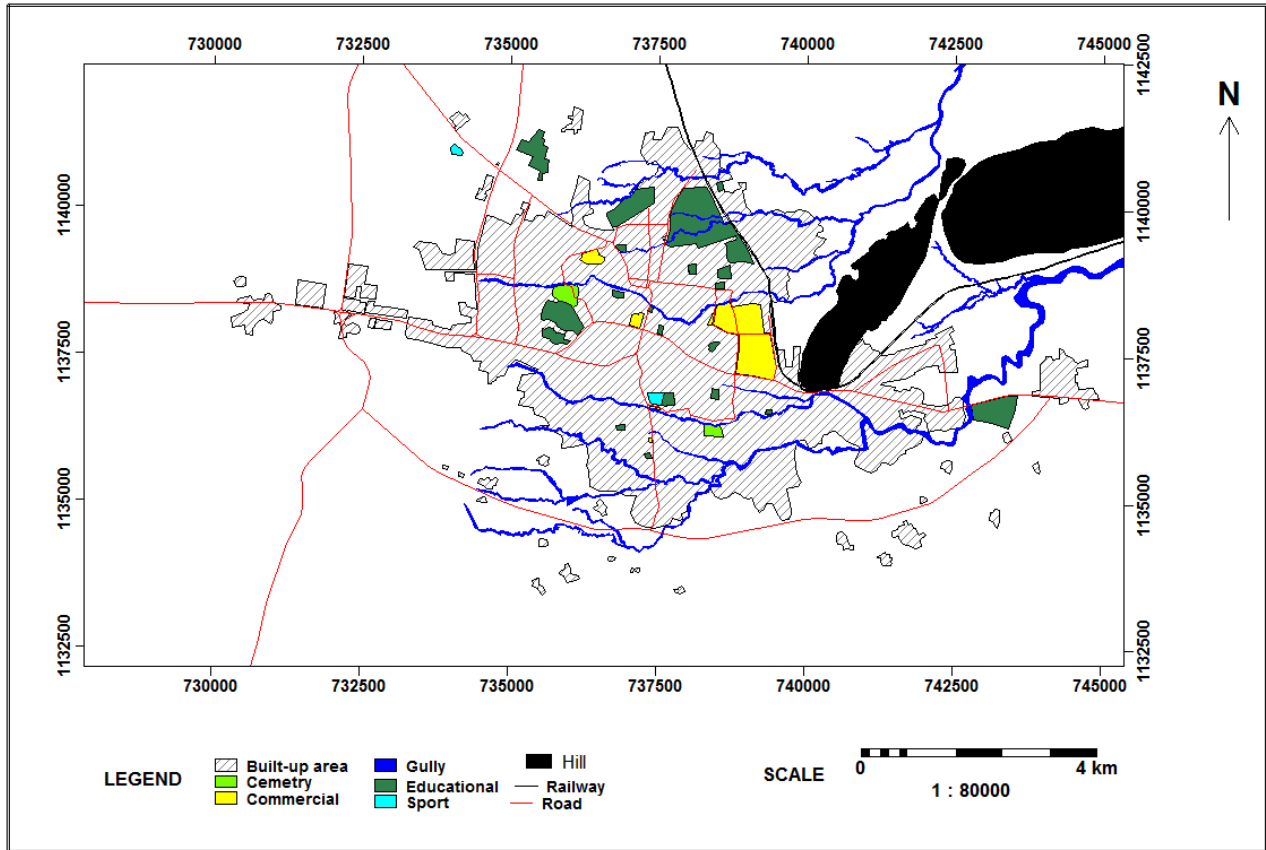 730000 732500 735000 737500 740000 742500 745000
1142500
N
1140000
1140000
1137500
1137500
1135000
1135000
1132500
1132500
730000 732500 735000 737500 740000 742500 745000
LEGEND
Built-up area
Cemetry
Commercial
Gully
Educational
Sport
Hill
Railway
Road
SCALE
0 4 km
1 : 80000